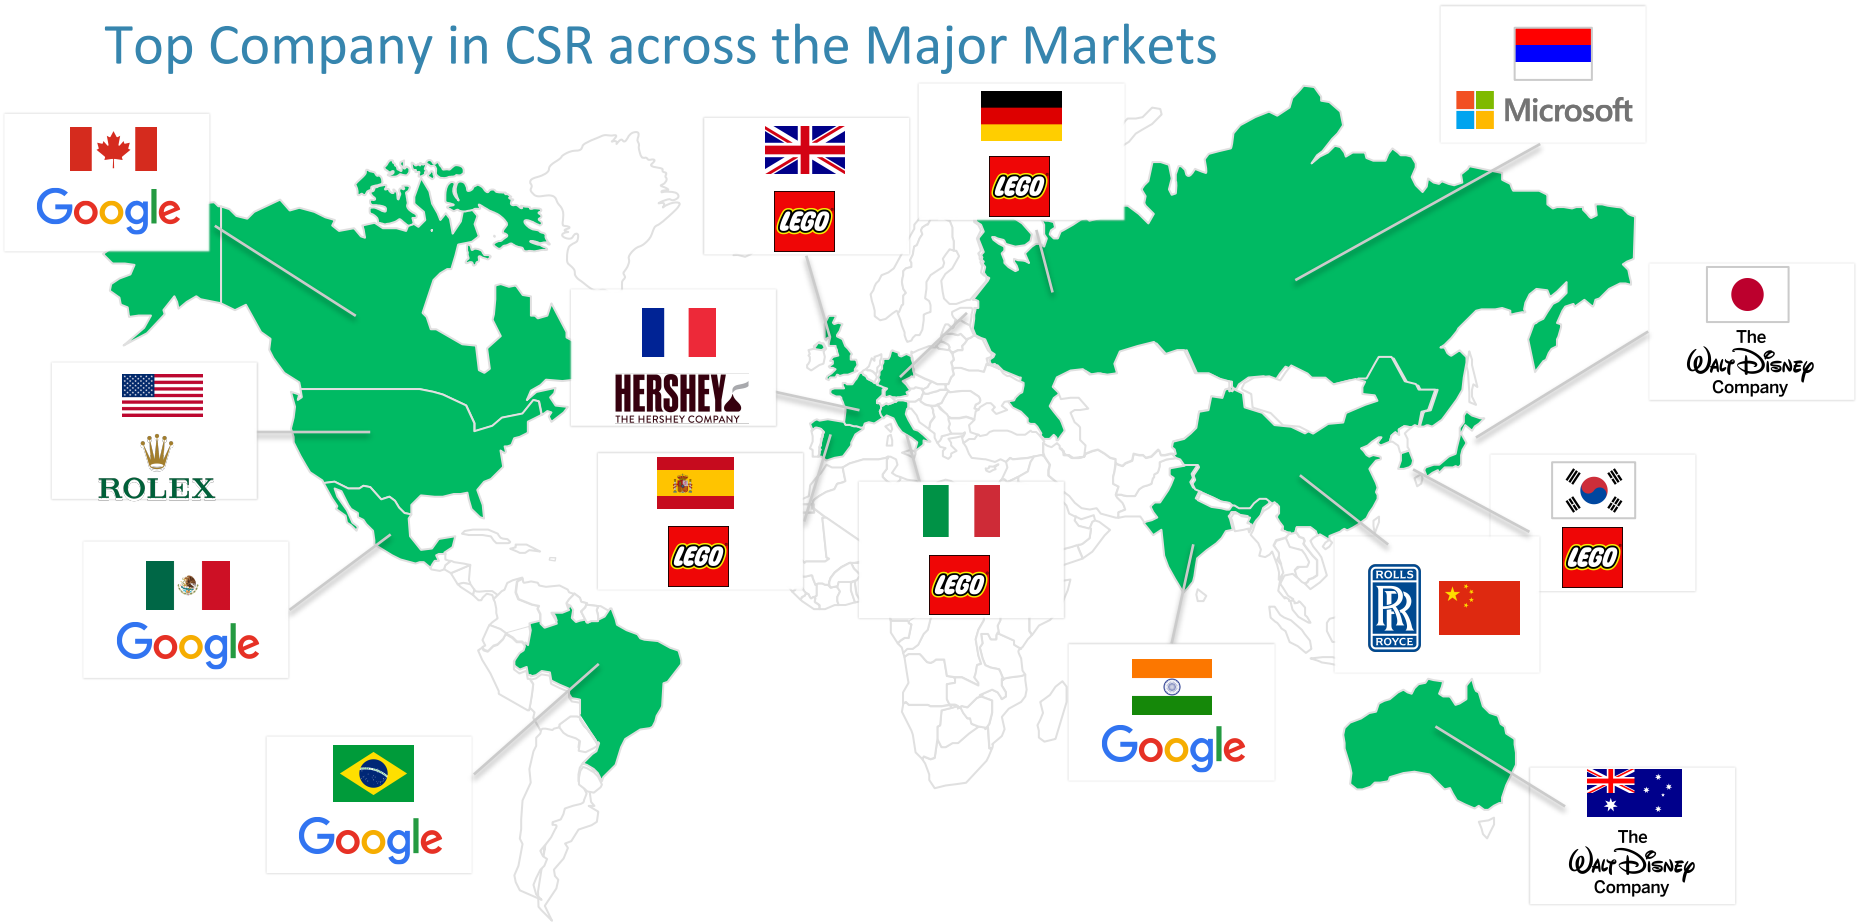 Top Company in CSR across the Major Markets
Microsoft
Google
LEGO
LEGO
The
WALT DISNEY
Company
HERSHEY
THE HERSHEY COMPANY
ROLEX
LEGO
LEGO
LEGO
ROLLS
RR
ROYCE
Google
Google
Google
The
WALT DISNEY
Company